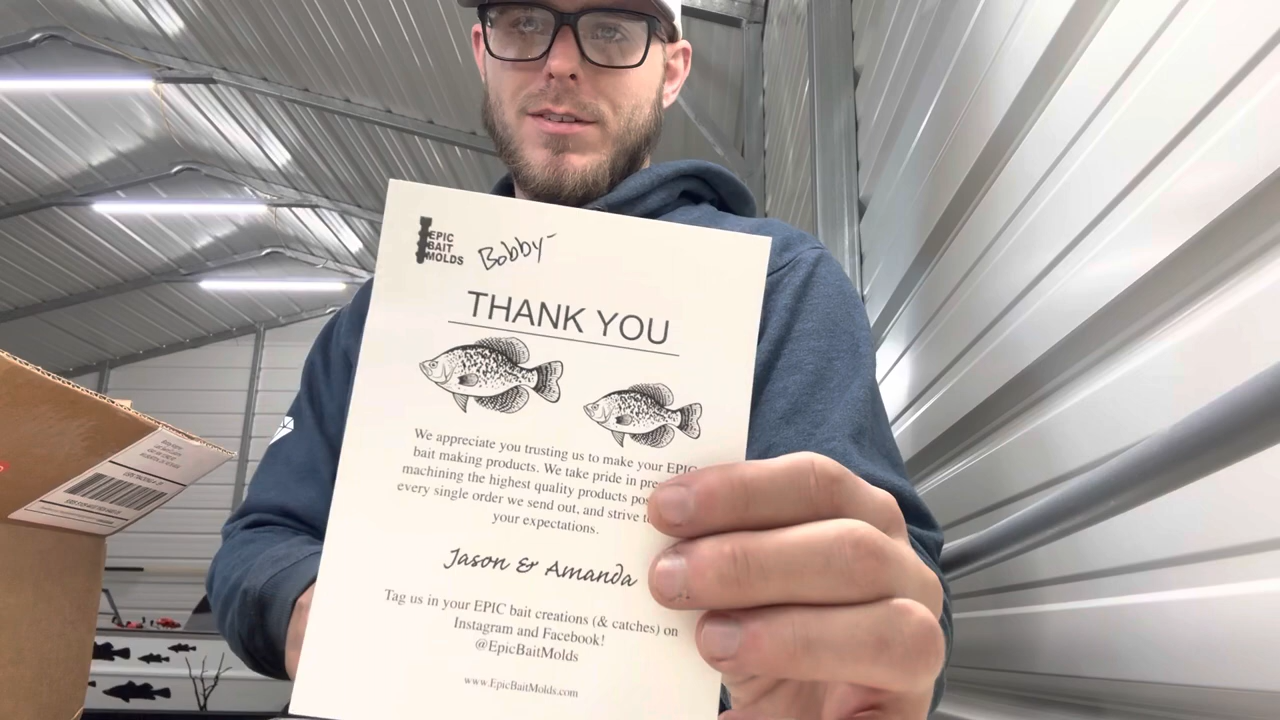 EPIC
BAIT
MOLDS
Bobby-
THANK YOU
We appreciate you trusting us to make your EPIC
bait making products. We take pride in
machining the highest quality products
every single order we send out, and strive
your expectations.
Jason & Amanda
Tag us in your EPIC bait creations (& catches) on
Instagram and Facebook!
@EpicBaitMolds
www.EpicBaitMolds.com